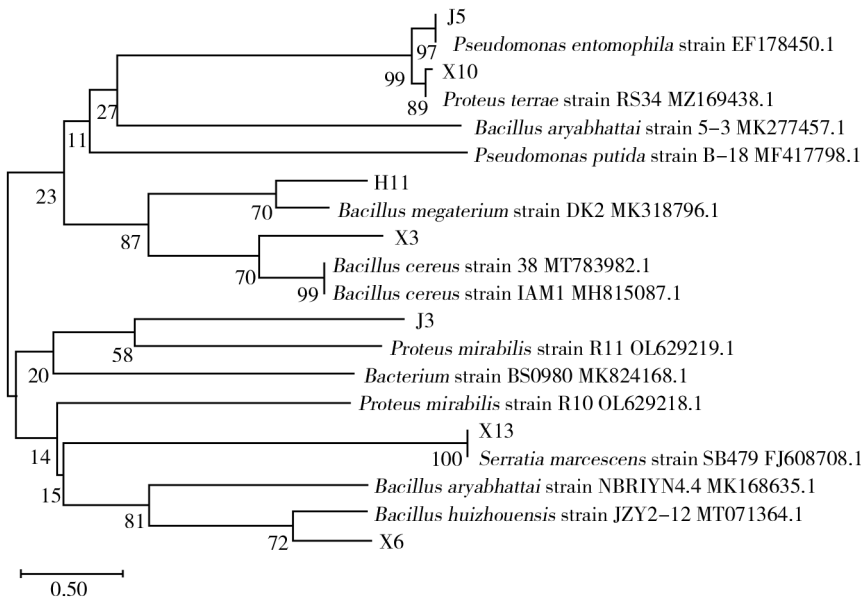 J5
Pseudomonas entomophila strain EF178450.1
97
X10
99
89
Proteus terrae strain RS34 MZ169438.1
27
Bacillus aryabhattai strain 5-3 MK277457.1
11
Pseudomonas putida strain B-18 MF417798.1
H11
23
70
Bacillus megaterium strain DK2 MK318796.1
87
X3
70
Bacillus cereus strain 38 MT783982.1
99
Bacillus cereus strain IAM1 MH815087.1
J3
58
Proteus mirabilis strain R11 OL629219.1
20
Bacterium strain BS0980 MK824168.1
Proteus mirabilis strain R10 OL629218.1
X13
14
100
Serratia marcescens strain SB479 FJ608708.1
15
Bacillus aryabhattai strain NBRIYN4.4 MK168635.1
81
Bacillus huizhouensis strain JZY2-12 MT071364.1
72
X6
0.50